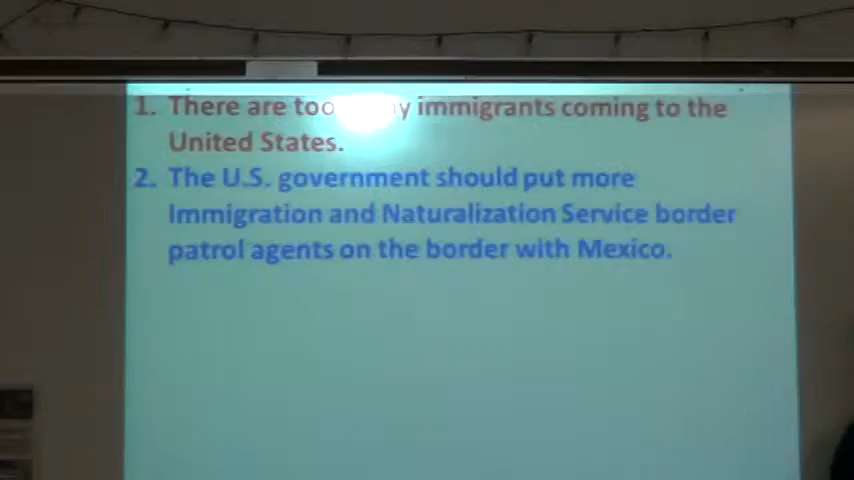 1. There are too immigrants coming to the
United States.
2. The U.S. government should put more
Immigration and Naturalization Service border
patrol agents on the border with Mexico.